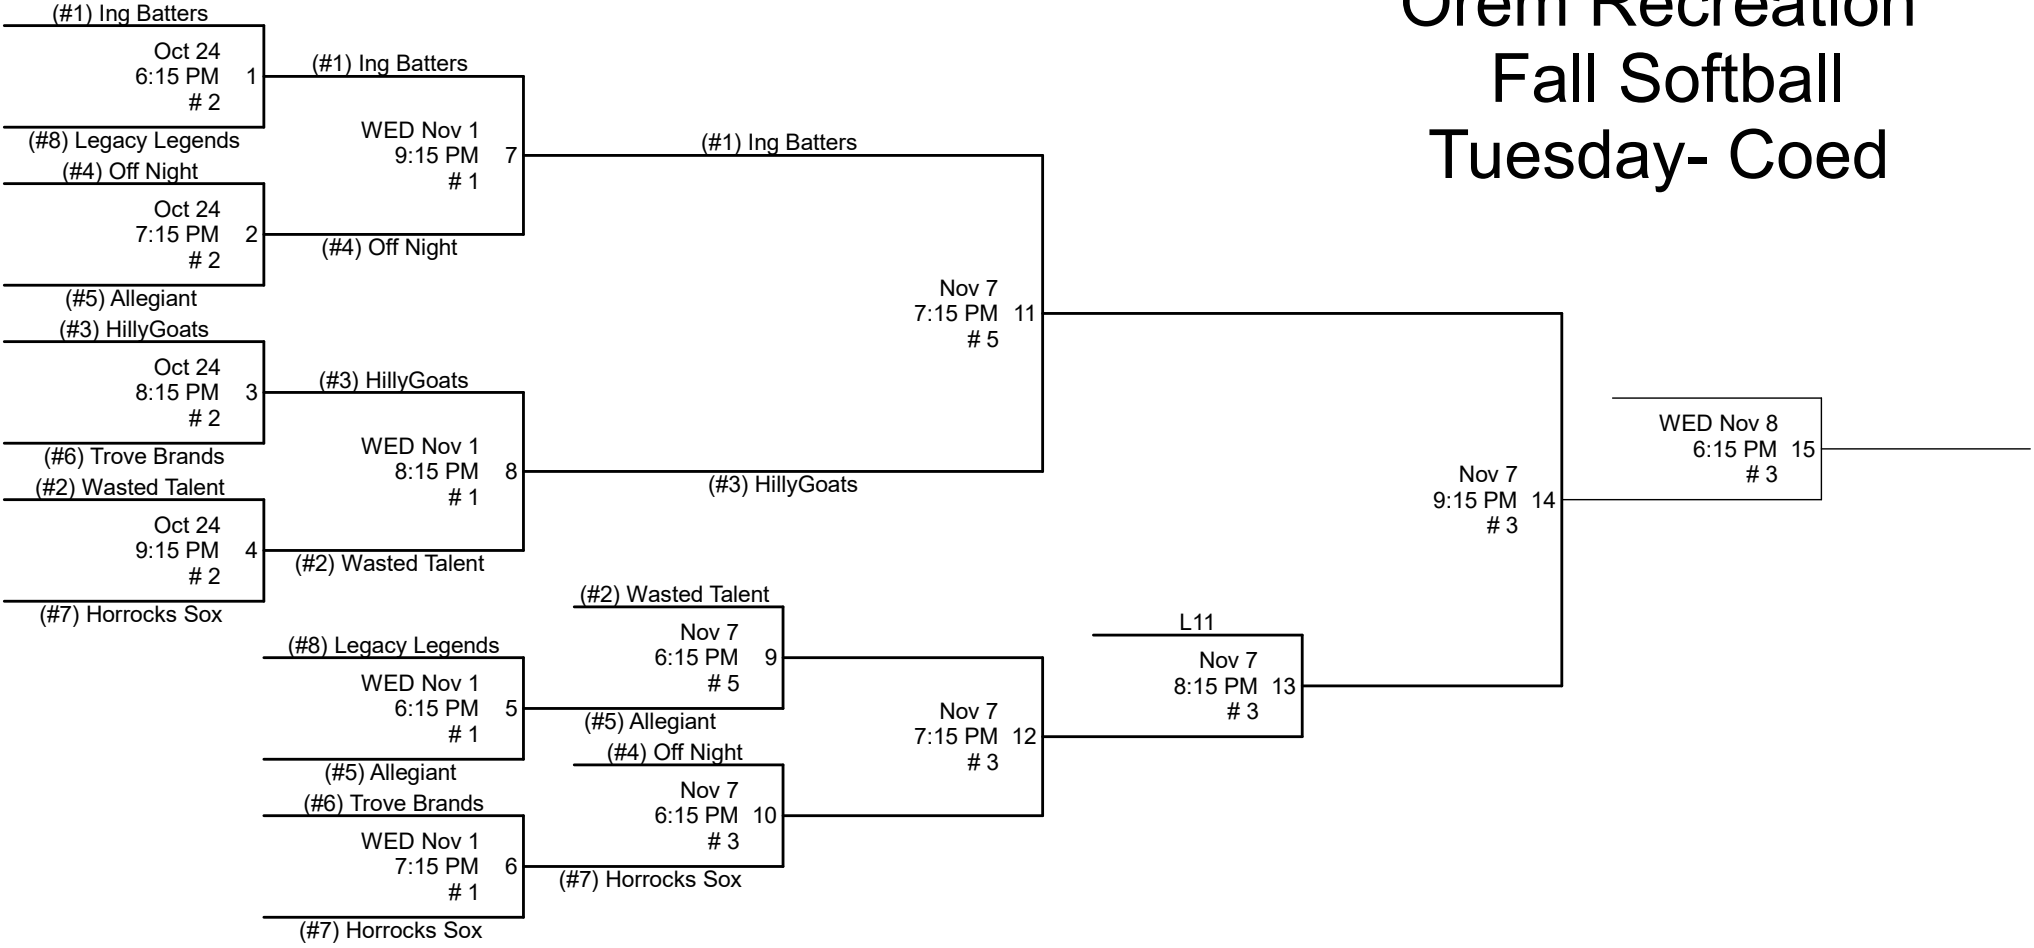 Orem Recreation
Fall Softball
Tuesday- Coed
(#1) Ing Batters
Oct 24
6:15 PM 1
# 2
(#8) Legacy Legends
(#4) Off Night
Oct 24
7:15 PM 2
# 2
(#5) Allegiant
(#3) HillyGoats
Oct 24
8:15 PM 3
# 2
(#6) Trove Brands
(#2) Wasted Talent
Oct 24
9:15 PM 4
# 2
(#7) Horrocks Sox
(#1) Ing Batters
WED Nov 1
9:15 PM 7
# 1
(#4) Off Night
(#3) HillyGoats
WED Nov 1
8:15 PM 8
# 1
(#2) Wasted Talent
(#8) Legacy Legends
WED Nov 1
6:15 PM 5
# 1
(#5) Allegiant
(#6) Trove Brands
WED Nov 1
7:15 PM 6
# 1
(#7) Horrocks Sox
(#2) Wasted Talent
Nov 7
6:15 PM 9
# 5
(#5) Allegiant
(#4) Off Night
Nov 7
6:15 PM 10
# 3
(#7) Horrocks Sox
(#1) Ing Batters
Nov 7
7:15 PM 11
# 5
(#3) HillyGoats
Nov 7
7:15 PM 12
# 3
L11
Nov 7
8:15 PM 13
# 3
Nov 7
9:15 PM 14
# 3
WED Nov 8
6:15 PM 15
# 3